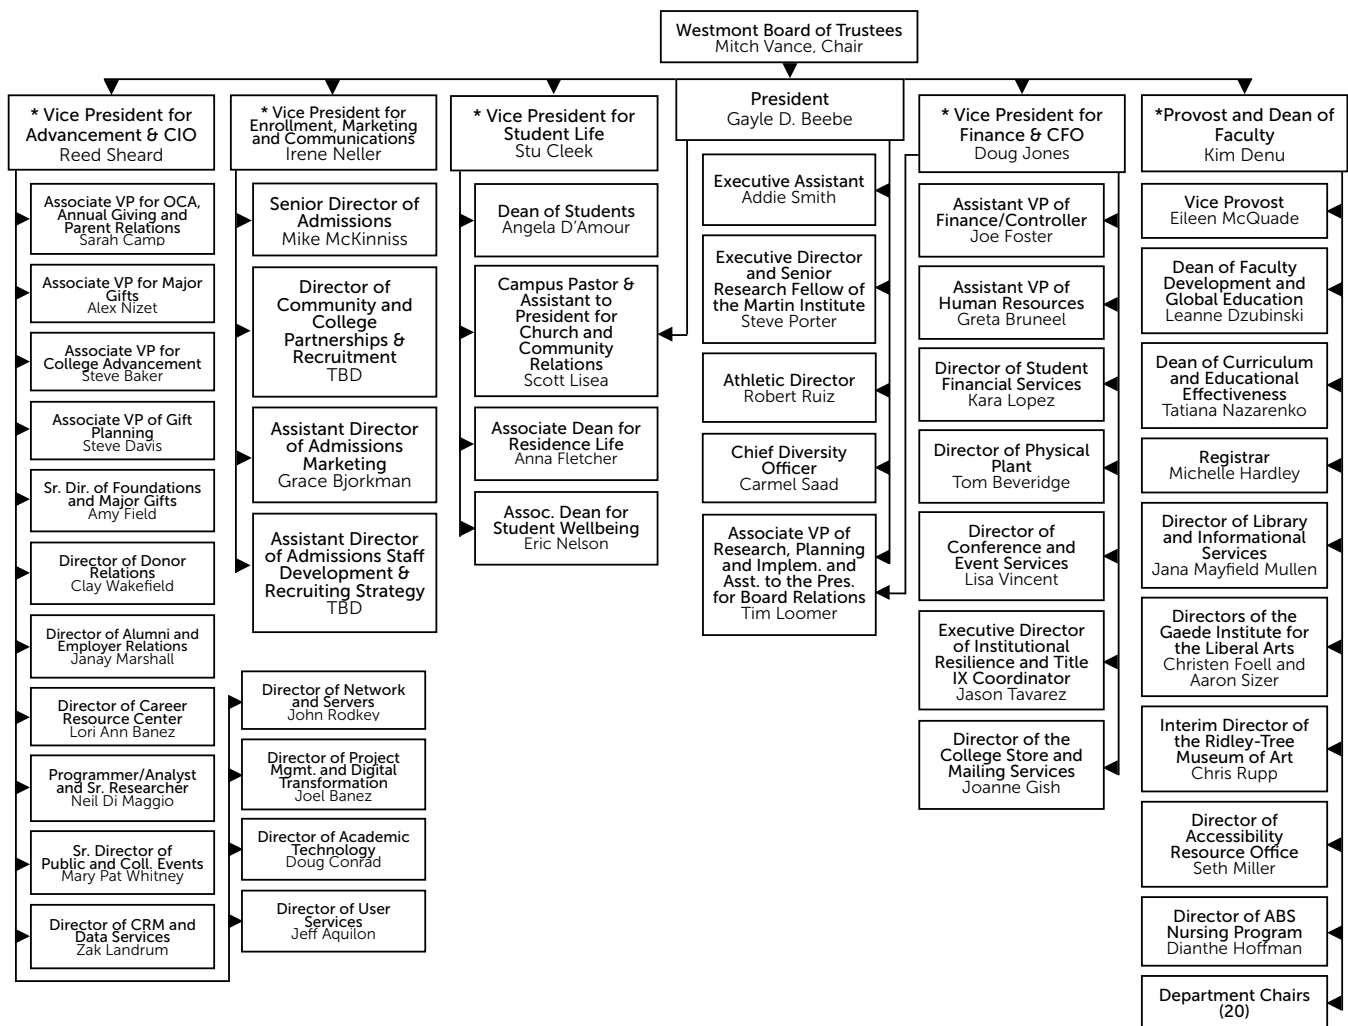 Westmont Board of Trustees
Mitch Vance, Chair
* Vice President for
Advancement & CIO
Reed Sheard
Associate VP for OCA,
Annual Giving and
Parent Relations
Sarah Camp
Associate VP for Major
Gifts
Alex Nizet
Associate VP for
College Advancement
Steve Baker
Associate VP of Gift
Planning
Steve Davis
Sr. Dir. of Foundations
and Major Gifts
Amy Field
Director of Donor
Relations
Clay Wakefield
Director of Alumni and
Employer Relations
Janay Marshall
Director of Career
Resource Center
Lori Ann Banez
Programmer/Analyst
and Sr. Researcher
Neil Di Maggio
Sr. Director of
Public and Coll. Events
Mary Pat Whitney
Director of CRM and
Data Services
Zak Landrum
Director of Network
and Servers
John Rodkey
Director of Project
Mgmt. and Digital
Transformation
Joel Banez
Director of Academic
Technology
Doug Conrad
Director of User
Services
Jeff Aquilon
* Vice President for
Enrollment, Marketing
and Communications
Irene Neller
Senior Director of
Admissions
Mike McKinniss
Director of
Community and
College
Partnerships &
Recruitment
TBD
Assistant Director
of Admissions
Marketing
Grace Bjorkman
Assistant Director
of Admissions Staff
Development &
Recruiting Strategy
TBD
* Vice President for
Student Life
Stu Cleek
Dean of Students
Angela D'Amour
Campus Pastor &
Assistant to
President for
Church and
Community
Relations
Scott Lisea
Associate Dean for
Residence Life
Anna Fletcher
Assoc. Dean for
Student Wellbeing
Eric Nelson
President
Gayle D. Beebe
Executive Assistant
Addie Smith
Executive Director
and Senior
Research Fellow of
the Martin Institute
Steve Porter
Athletic Director
Robert Ruiz
Chief Diversity
Officer
Carmel Saad
Associate VP of
Research, Planning
and Implem. and
Asst. to the Pres.
for Board Relations
Tim Loomer
* Vice President for
Finance & CFO
Doug Jones
Assistant VP of
Finance/Controller
Joe Foster
Assistant VP of
Human Resources
Greta Bruneel
Director of Student
Financial Services
Kara Lopez
Director of Physical
Plant
Tom Beveridge
Director of
Conference and
Event Services
Lisa Vincent
Executive Director
of Institutional
Resilience and Title
IX Coordinator
Jason Tavarez
Director of the
College Store and
Mailing Services
Joanne Gish
*Provost and Dean of
Faculty
Kim Denu
Vice Provost
Eileen McQuade
Dean of Faculty
Development and
Global Education
Leanne Dzubinski
Dean of Curriculum
and Educational
Effectiveness
Tatiana Nazarenko
Registrar
Michelle Hardley
Director of Library
and Informational
Services
Jana Mayfield Mullen
Directors of the
Gaede Institute for
the Liberal Arts
Christen Foell and
Aaron Sizer
Interim Director of
the Ridley-Tree
Museum of Art
Chris Rupp
Director of
Accessibility
Resource Office
Seth Miller
Director of ABS
Nursing Program
Dianthe Hoffman
Department Chairs
(20)